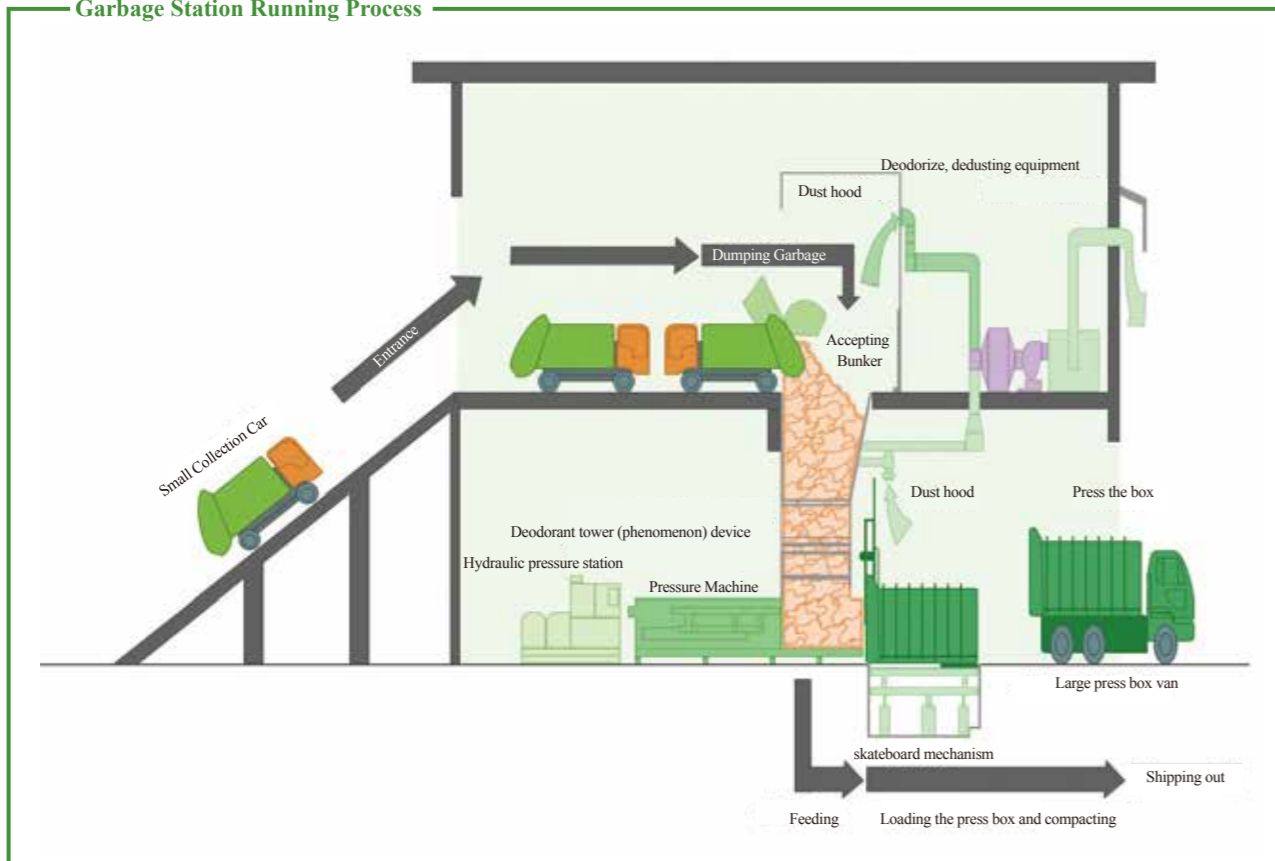 Garbage Station Running Process
Deodorize, dedusting equipment
Dust hood
Dumping Garbage
Entrance
Accepting
Bunker
Small Collection Car
Dust hood
Press the box
Deodorant tower (phenomenon) device
Hydraulic pressure station
Pressure Machine
Large press box van
skateboard mechanism
Shipping out
Feeding
Loading the press box and compacting